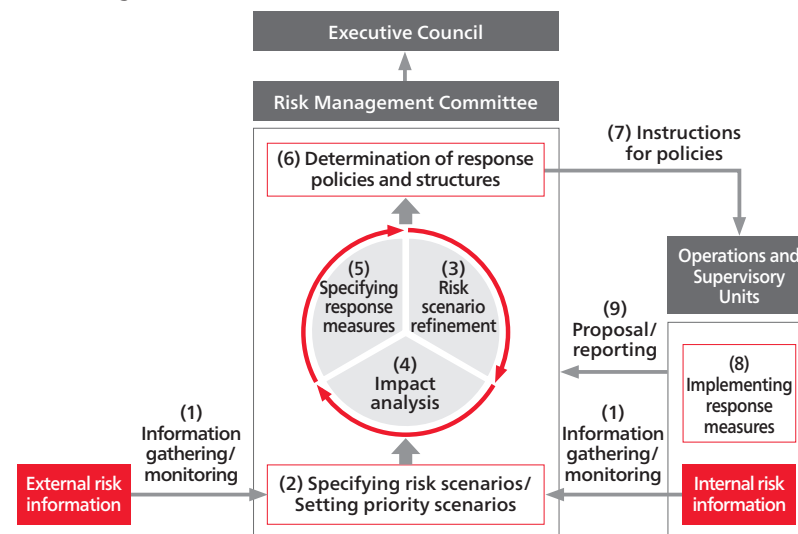 Executive Council
Risk Management Committee
(6) Determination of response
policies and structures
(7) Instructions
for policies
Operations and
Supervisory
Units
(5)
Specifying
response
measures
(3)
Risk
scenario
refinement
(4)
Impact
analysis
(9)
Proposal/
reporting
(8)
Implementing
response
measures
(1)
Information
gathering/
monitoring
(1)
Information
gathering/
monitoring
External risk
information
(2) Specifying risk scenarios/
Setting priority scenarios
Internal risk
information